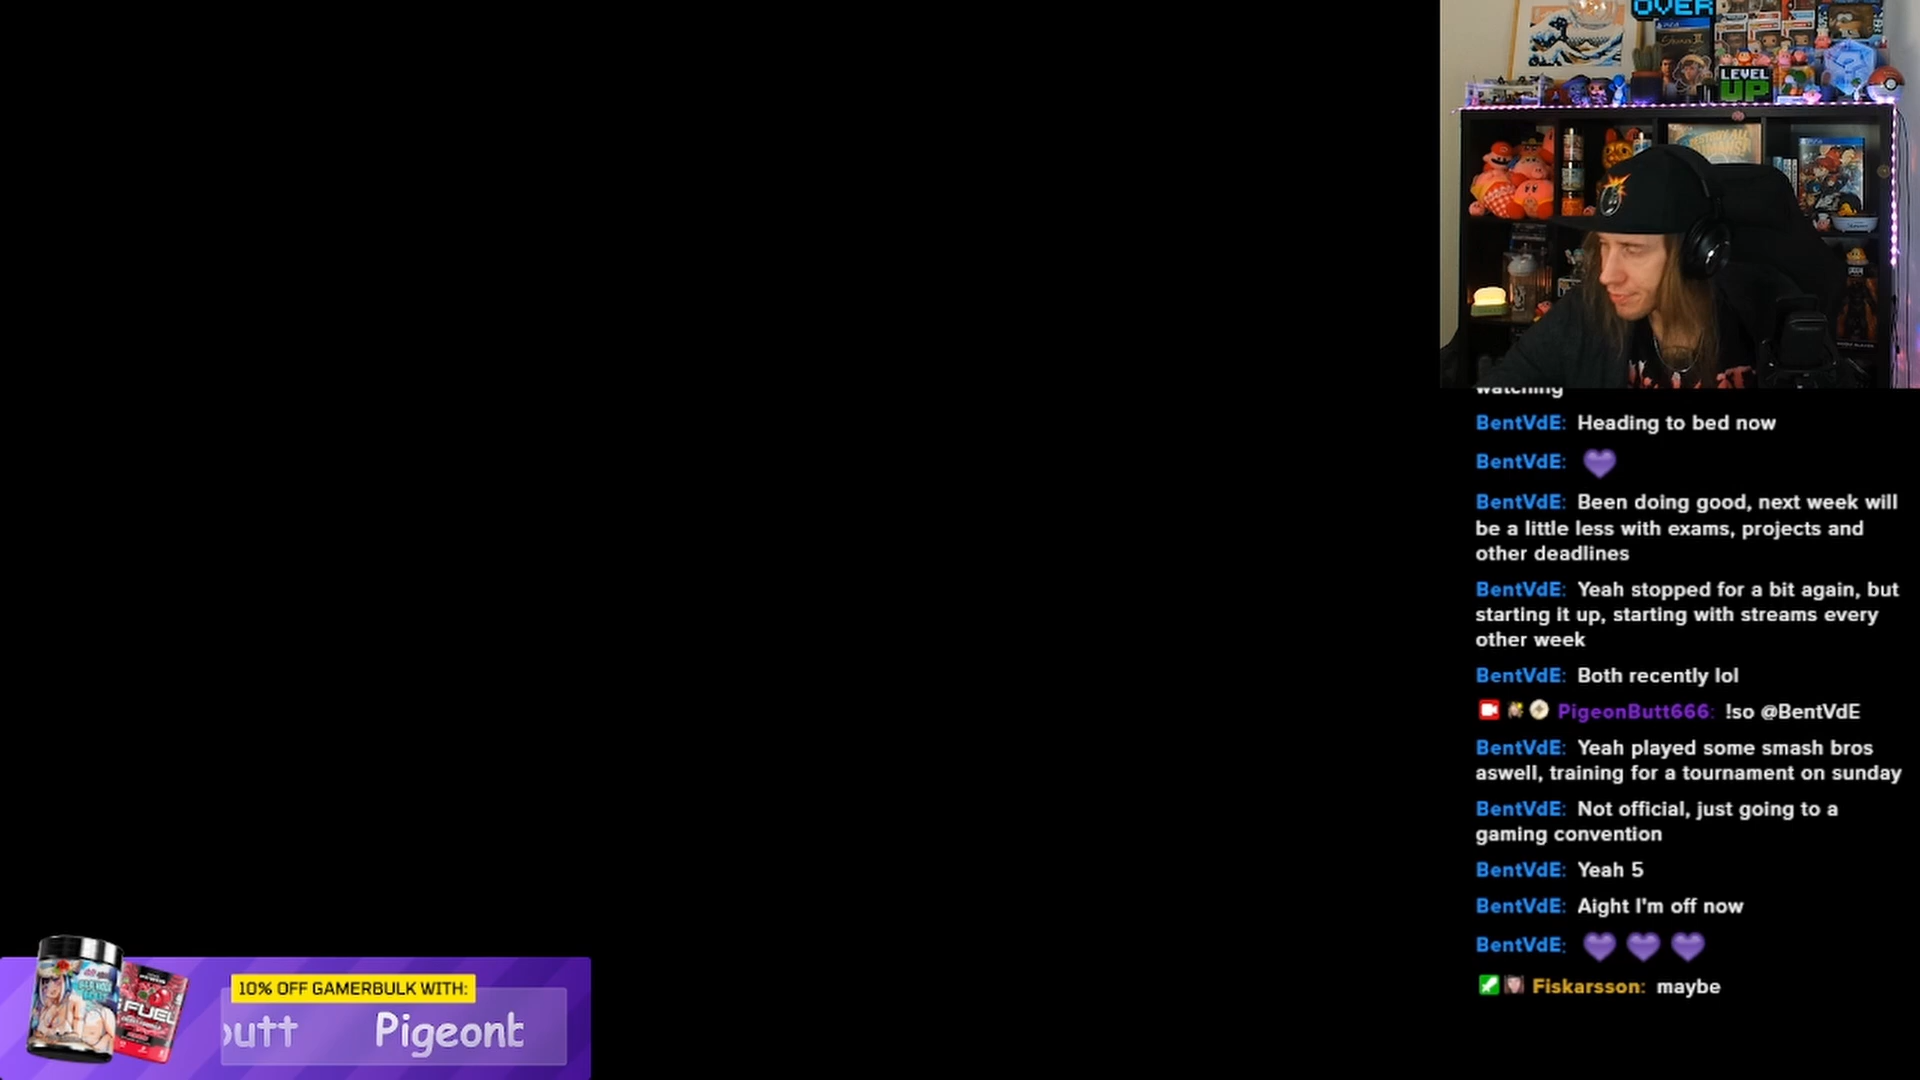 OVER
LEVEL
UP
watching
BentVdE: Heading to bed now
BentVdE: 💜
BentVdE: Been doing good, next week will
be a little less with exams, projects and
other deadlines
BentVdE: Yeah stopped for a bit again, but
starting it up, starting with streams every
other week
BentVdE: Both recently lol
PigeonButt666: !so @BentVdE
BentVdE: Yeah played some smash bros
aswell, training for a tournament on sunday
BentVdE: Not official, just going to a
gaming convention
BentVdE: Yeah 5
BentVdE: Aight I'm off now
BentVdE: 💜 💜 💜
Fiskarsson: maybe
10% OFF GAMERBULK WITH:
butt Pigeont
FUEL